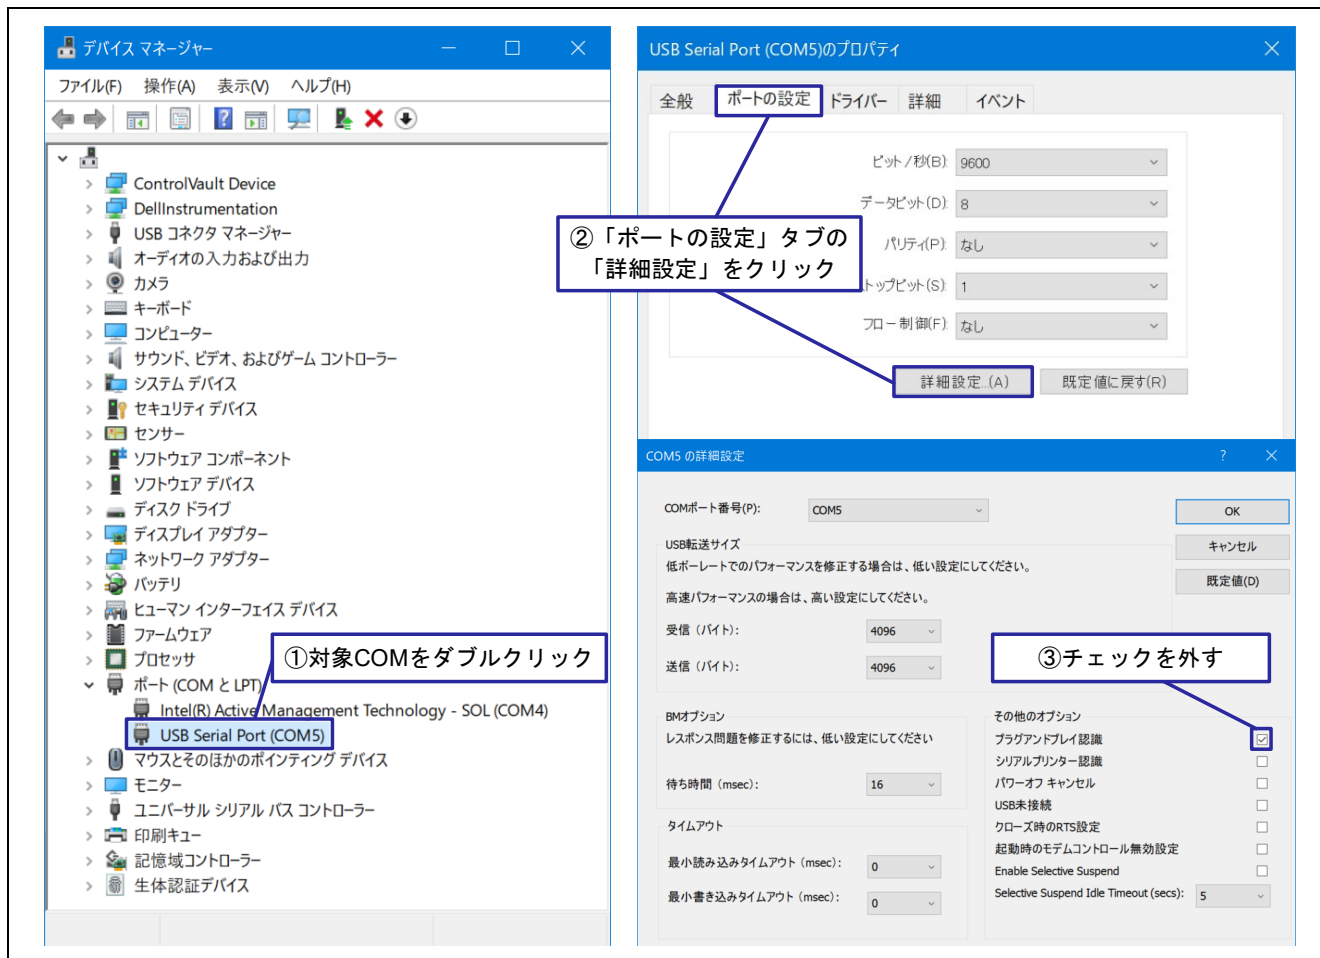 デバイス マネージャー
ファイル(F) 操作(A) 表示(V) ヘルプ(H)
ControlVault Device
DellInstrumentation
USB コネクタ マネージャー
オーディオの入力および出力
カメラ
キーボード
コンピューター
サウンド、ビデオ、およびゲーム コントローラー
システム デバイス
セキュリティ デバイス
センサー
ソフトウェア コンポーネント
ソフトウェア デバイス
ディスク ドライブ
ディスプレイ アダプター
ネットワーク アダプター
バッテリ
ヒューマン インターフェイス デバイス
ファームウェア
プロセッサ
①対象COMをダブルクリック
ポート (COM と LPT)
Intel(R) Active Management Technology - SOL (COM4)
USB Serial Port (COM5)
マウスとそのほかのポインティング デバイス
モニター
ユニバーサル シリアル バス コントローラー
印刷キュー
記憶域コントローラー
生体認証デバイス
USB Serial Port (COM5)のプロパティ
全般 ポートの設定 ドライバー 詳細 イベント
ビット/秒(B): 9600
データ ビット(D): 8
②「ポートの設定」タブの
「詳細設定」をクリック
パリティ(P): なし
トップ ビット(S): 1
フロー制御(F): なし
詳細設定...(A) 既定値に戻す(R)
COM5 の詳細設定
COMポート番号(P): COM5
OK
キャンセル
既定値(D)
USB転送サイズ
低ボーレートでのパフォーマンスを修正する場合は、低い設定にしてください。
高速パフォーマンスの場合は、高い設定にしてください。
受信 (バイト): 4096
送信 (バイト): 4096
③チェックを外す
BMオプション
レスポンス問題を修正するには、低い設定にしてください
待ち時間 (msec): 16
タイムアウト
最小読み込みタイムアウト (msec): 0
最小書き込みタイムアウト (msec): 0
その他のオプション
プラグアンドプレイ認識
シリアルプリンター認識
パワーオフ キャンセル
USB未接続
クローズ時のRTS設定
起動時のモデムコントロール無効設定
Enable Selective Suspend
Selective Suspend Idle Timeout (secs): 5